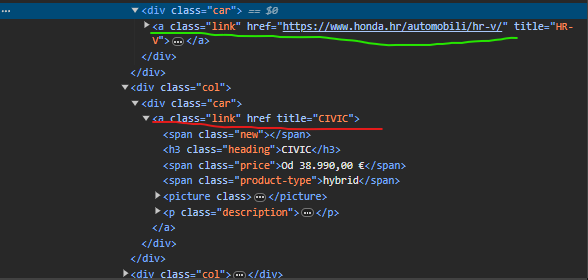 <div class="car"> == $0
<a class="link" href="https://www.honda.hr/automobili/hr-v/" title="HR-
V"> … </a>
</div>
</div>
<div class="col">
<div class="car">
<a class="link" href title="CIVIC">
<span class="new"></span>
<h3 class="heading">CIVIC</h3>
<span class="price">Od 38.990,00 €</span>
<span class="product-type">hybrid</span>
<picture class> … </picture>
<p class="description"> … </p>
</a>
</div>
</div>
<div class="col"> … </div>